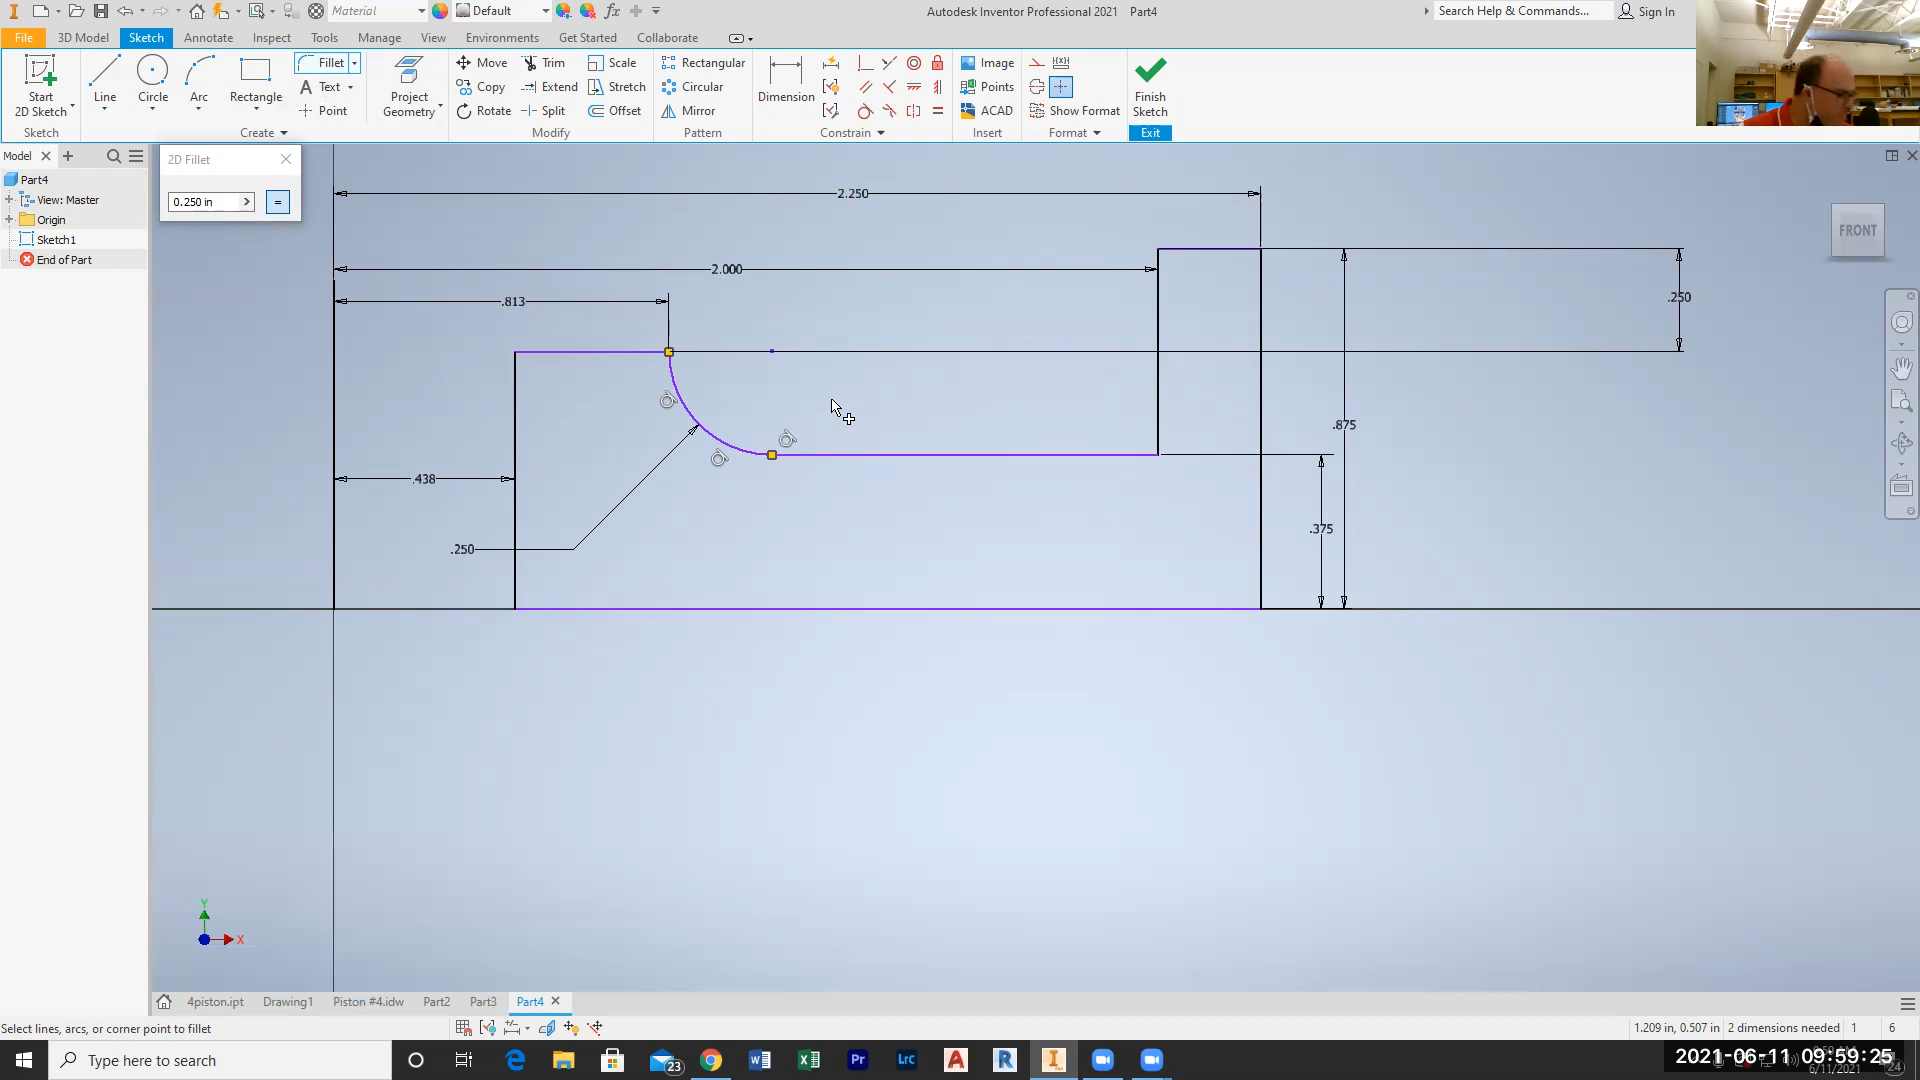 Material Default Autodesk Inventor Professional 2021 Part4 Search Help & Commands... Sign In
File 3D Model Sketch Annotate Inspect Tools Manage View Environments Get Started Collaborate
Start 2D Sketch Line Circle Arc Rectangle Fillet Text Point
Project Geometry Move Copy Rotate Trim Extend Split Scale Stretch Offset
Rectangular Circular Mirror Dimension Image Points ACAD Show Format Finish Sketch
Sketch Create Modify Pattern Constrain Insert Format Exit
Model
Part4
View: Master
Origin
Sketch1
End of Part
2D Fillet
0.250 in
=
2.250
FRONT
2.000
.250
.813
.875
.438
.375
.250
Y
X
4piston.ipt Drawing1 Piston #4.idw Part2 Part3 Part4
Select lines, arcs, or corner point to fillet 1.209 in, 0.507 in 2 dimensions needed 1 6
Type here to search 23 2021-06-11 09:59:25
6/11/2021
24